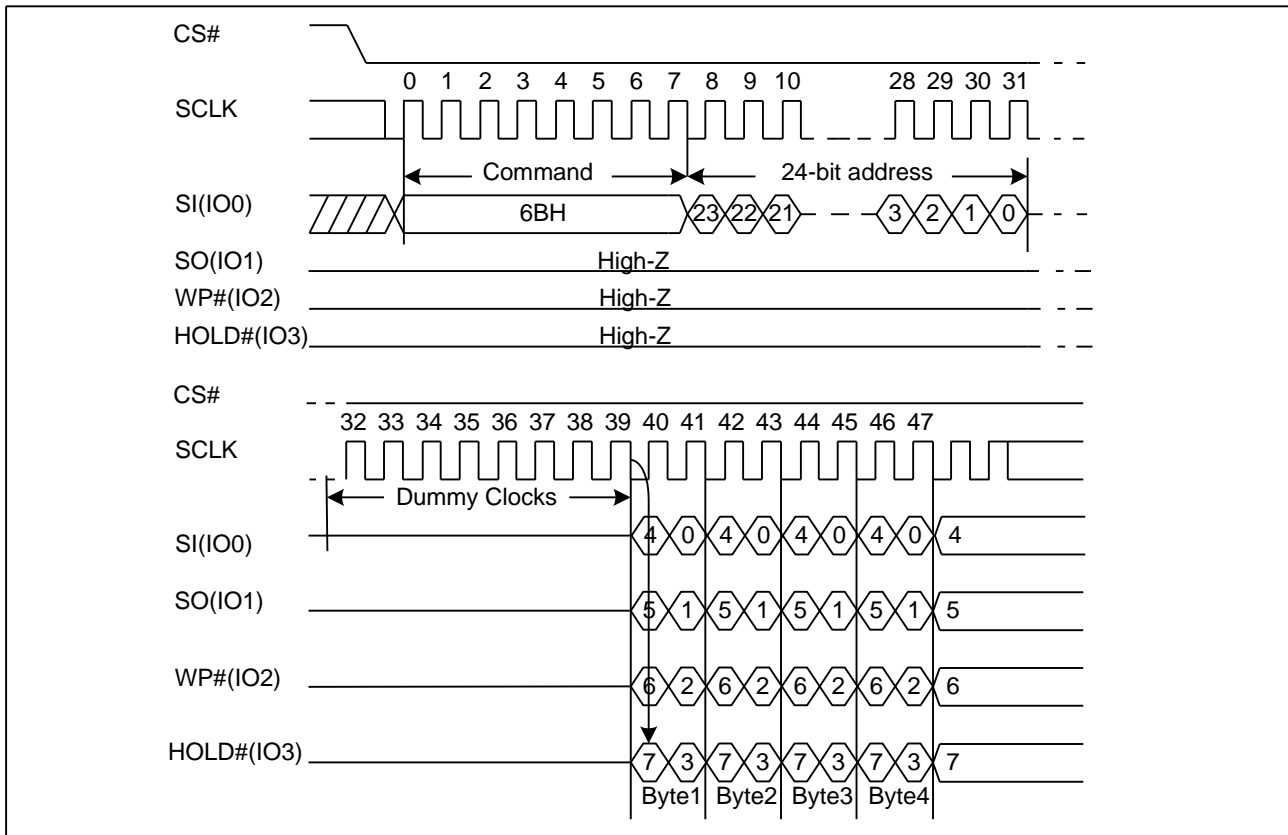 CS#
0 1 2 3 4 5 6 7 8 9 10 28 29 30 31
SCLK
Command 24-bit address
SI(IO0) 6BH 23 22 21 3 2 1 0
SO(IO1) High-Z
WP#(IO2) High-Z
HOLD#(IO3) High-Z
CS#
32 33 34 35 36 37 38 39 40 41 42 43 44 45 46 47
SCLK
Dummy Clocks
SI(IO0) 4 0 4 0 4 0 4 0 4
SO(IO1) 5 1 5 1 5 1 5 1 5
WP#(IO2) 6 2 6 2 6 2 6 2 6
HOLD#(IO3) 7 3 7 3 7 3 7 3 7
Byte1 Byte2 Byte3 Byte4